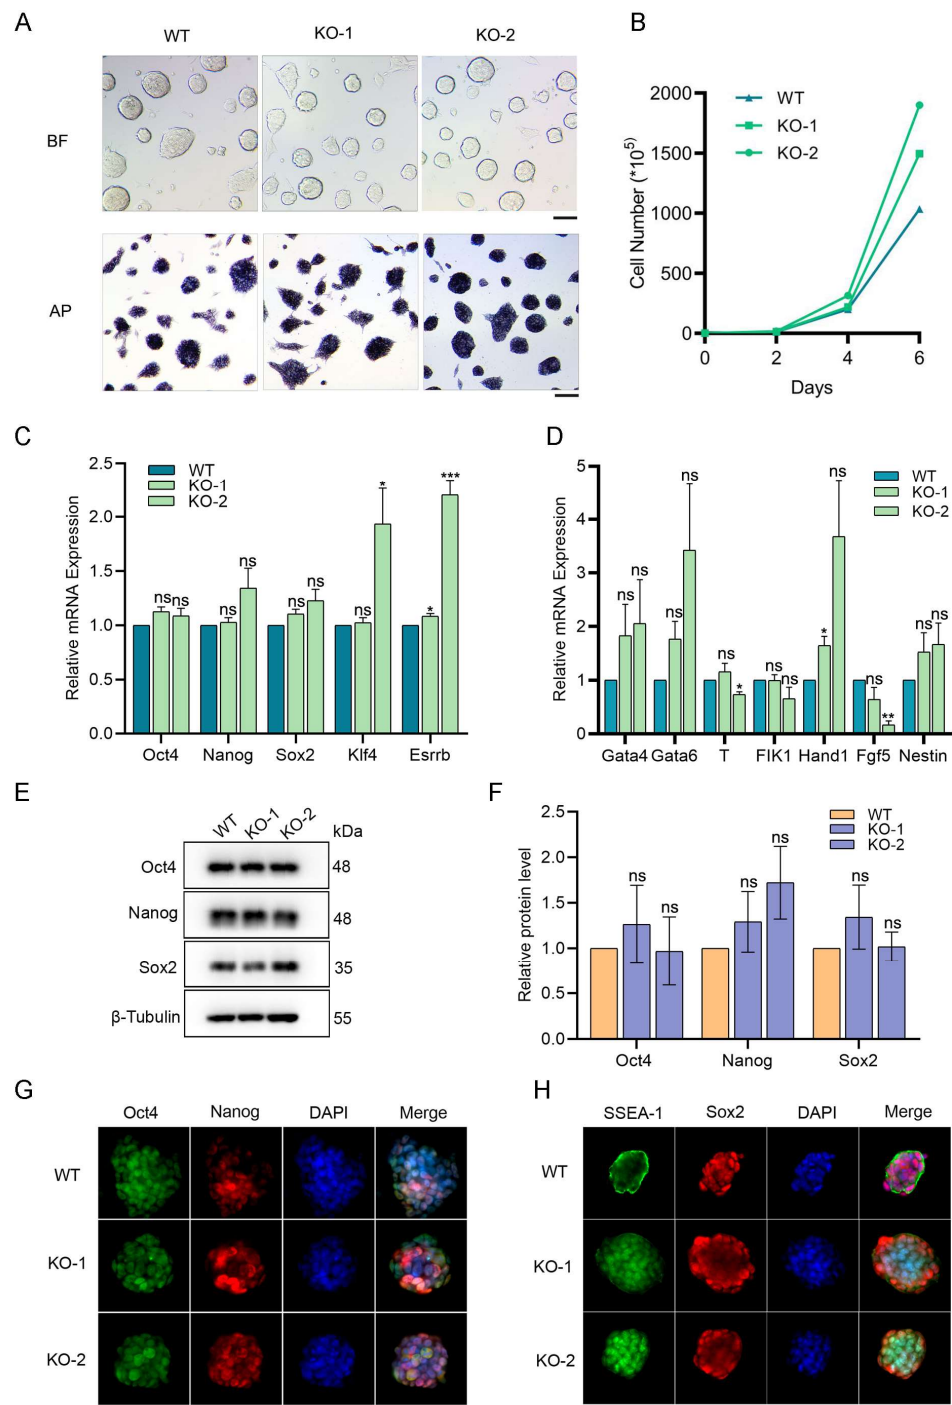 A
WT KO-1 KO-2
BF
AP
B
Cell Number (*10⁵)
2000
1500
1000
500
0
0 2 4 6
Days
WT
KO-1
KO-2
C
Relative mRNA Expression
2.5
2.0
1.5
1.0
0.5
0.0
WT
KO-1
KO-2
ns ns ns ns ns ns ns * * ***
Oct4 Nanog Sox2 Klf4 Esrrb
D
Relative mRNA Expression
5
4
3
2
1
0
WT
KO-1
KO-2
ns ns ns ns ns * ns ns * ns ns ** ns ns
Gata4 Gata6 T FIK1 Hand1 Fgf5 Nestin
E
WT KO-1 KO-2 kDa
Oct4 48
Nanog 48
Sox2 35
β-Tubulin 55
F
Relative protein level
2.5
2.0
1.5
1.0
0.5
0.0
WT
KO-1
KO-2
ns ns ns ns ns ns
Oct4 Nanog Sox2
G
Oct4 Nanog DAPI Merge
WT
KO-1
KO-2
H
SSEA-1 Sox2 DAPI Merge
WT
KO-1
KO-2